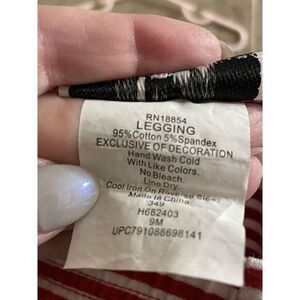 RN18854
LEGGING
95%Cotton 5%Spandex
EXCLUSIVE OF DECORATION
Hand Wash Cold
With Like Colors.
No Bleach.
Line Dry.
Cool Iron On Reverse Side
Made In China
349
H682403
9M
UPC791088698141